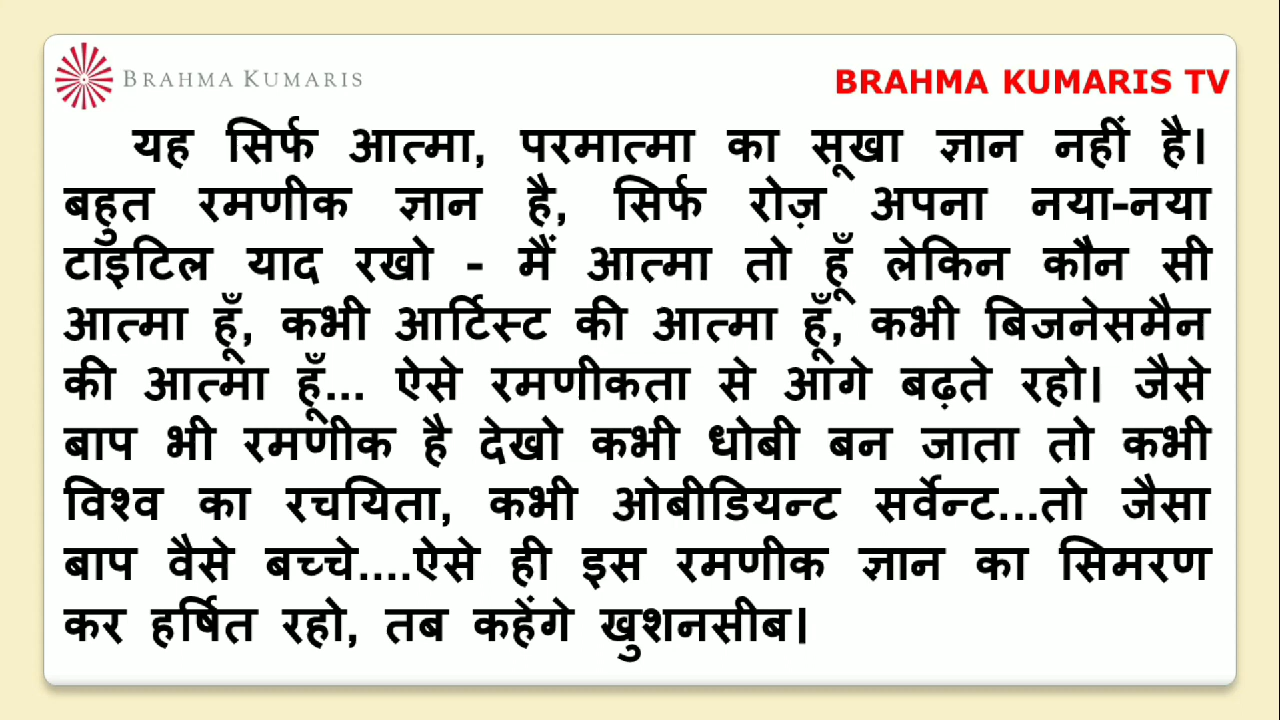 BRAHMA KUMARIS
BRAHMA KUMARIS TV
यह सिर्फ आत्मा, परमात्मा का सूखा ज्ञान नहीं है।
बहुत रमणीक ज्ञान है, सिर्फ रोज़ अपना नया-नया
टाइटिल याद रखो - मैं आत्मा तो हूँ लेकिन कौन सी
आत्मा हूँ, कभी आर्टिस्ट की आत्मा हूँ, कभी बिजनेसमैन
की आत्मा हूँ... ऐसे रमणीकता से आगे बढ़ते रहो। जैसे
बाप भी रमणीक है देखो कभी धोबी बन जाता तो कभी
विश्व का रचयिता, कभी ओबीडियन्ट सर्वेन्ट...तो जैसा
बाप वैसे बच्चे....ऐसे ही इस रमणीक ज्ञान का सिमरण
कर हर्षित रहो, तब कहेंगे खुशनसीब।